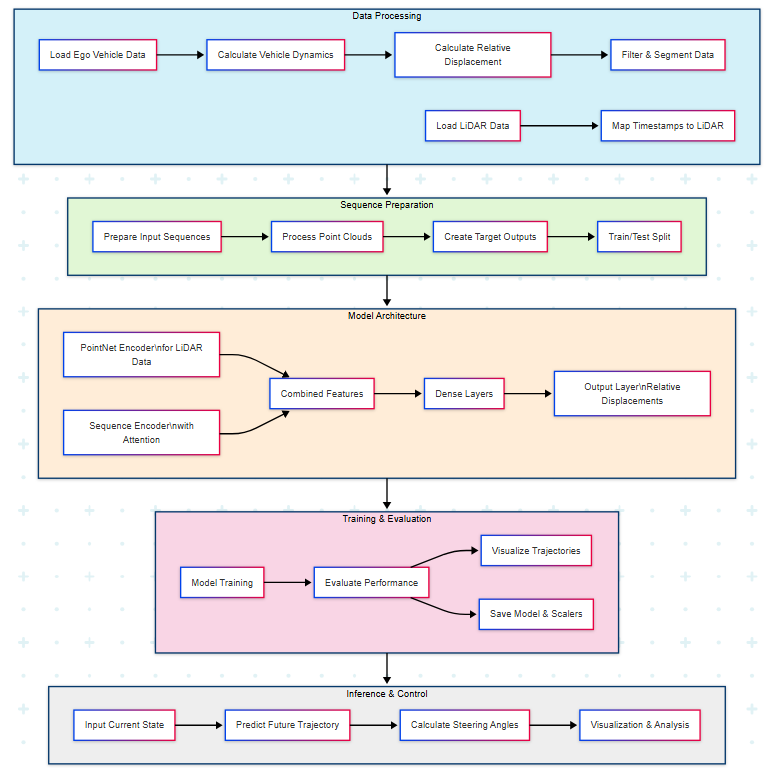 Data Processing
Load Ego Vehicle Data
Calculate Vehicle Dynamics
Calculate Relative
Displacement
Filter & Segment Data
Load LiDAR Data
Map Timestamps to LiDAR
Sequence Preparation
Prepare Input Sequences
Process Point Clouds
Create Target Outputs
Train/Test Split
Model Architecture
PointNet Encoder\nfor LiDAR
Data
Sequence Encoder\nwith
Attention
Combined Features
Dense Layers
Output Layer\nRelative
Displacements
Training & Evaluation
Model Training
Evaluate Performance
Visualize Trajectories
Save Model & Scalers
Inference & Control
Input Current State
Predict Future Trajectory
Calculate Steering Angles
Visualization & Analysis